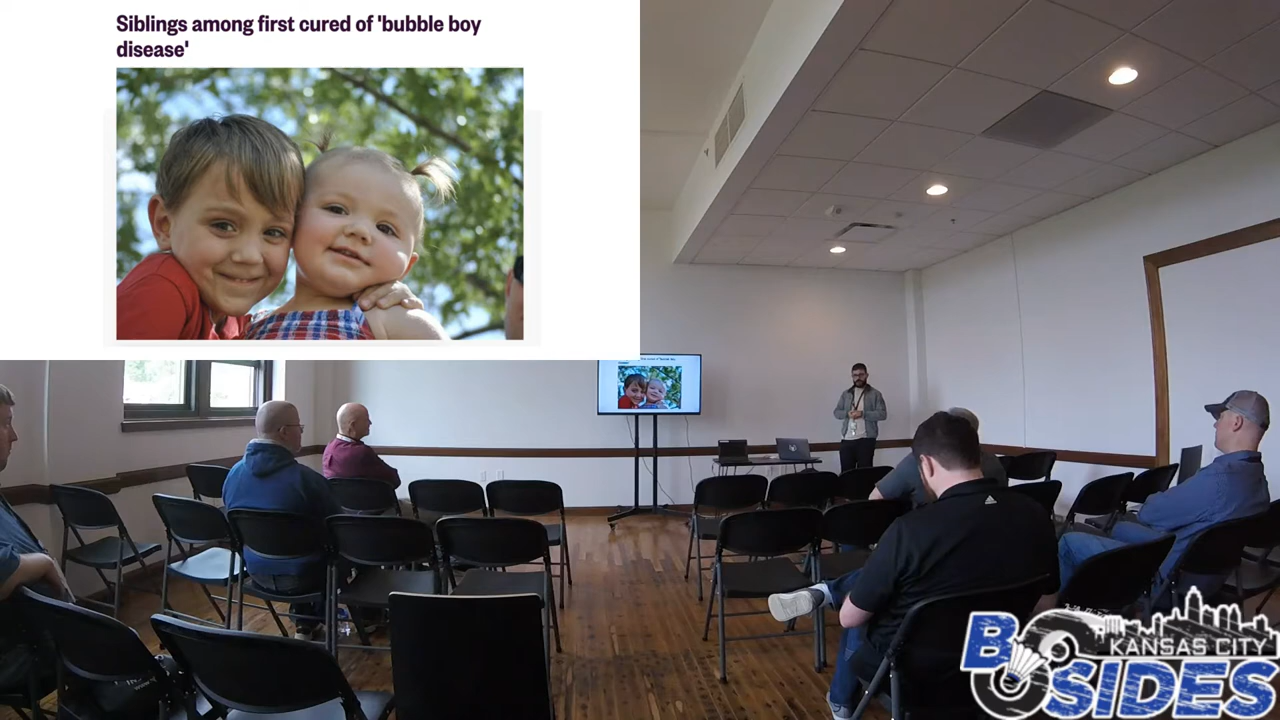 Siblings among first cured of 'bubble boy
disease'
BSIDES
KANSAS CITY